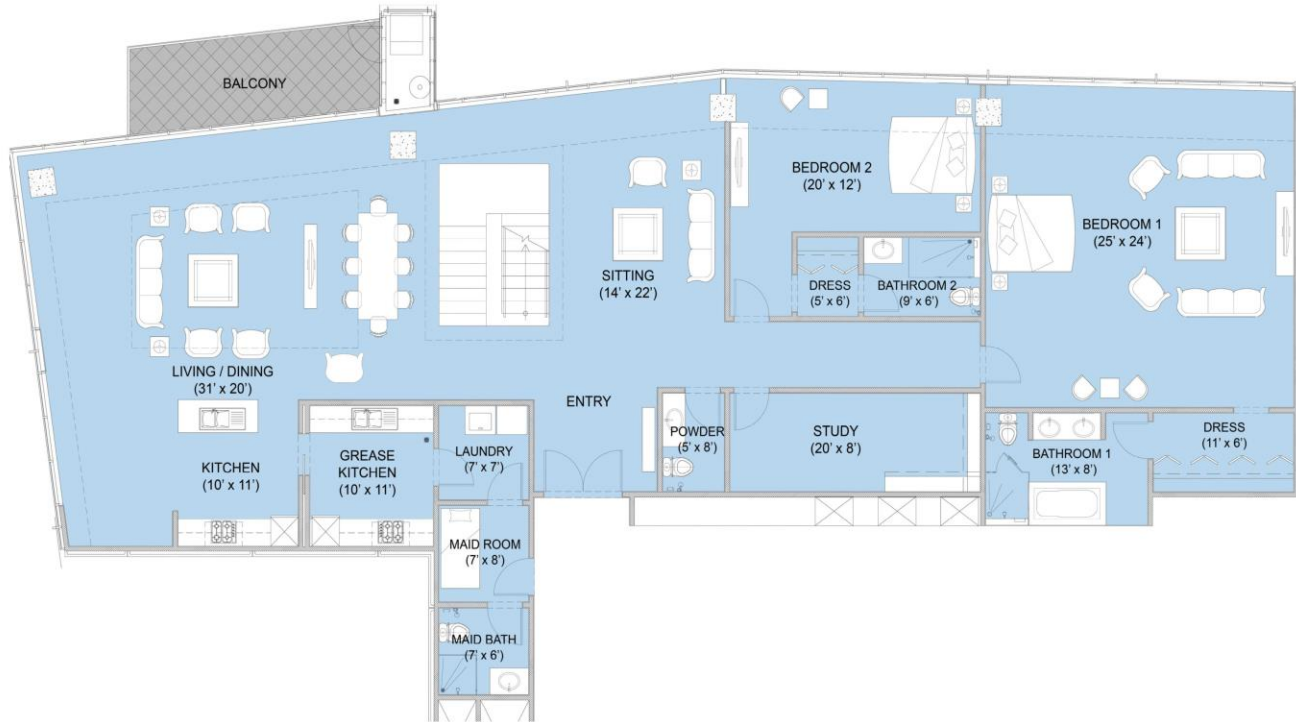 BALCONY
BEDROOM 2
(20' x 12')
BEDROOM 1
(25' x 24')
SITTING
(14' x 22')
DRESS
(5' x 6')
BATHROOM 2
(9' x 6')
LIVING / DINING
(31' x 20')
ENTRY
KITCHEN
(10' x 11')
GREASE
KITCHEN
(10' x 11')
LAUNDRY
(7' x 7')
POWDER
(5' x 8')
STUDY
(20' x 8')
BATHROOM 1
(13' x 8')
DRESS
(11' x 6')
MAID ROOM
(7' x 8')
MAID BATH
(7' x 6')